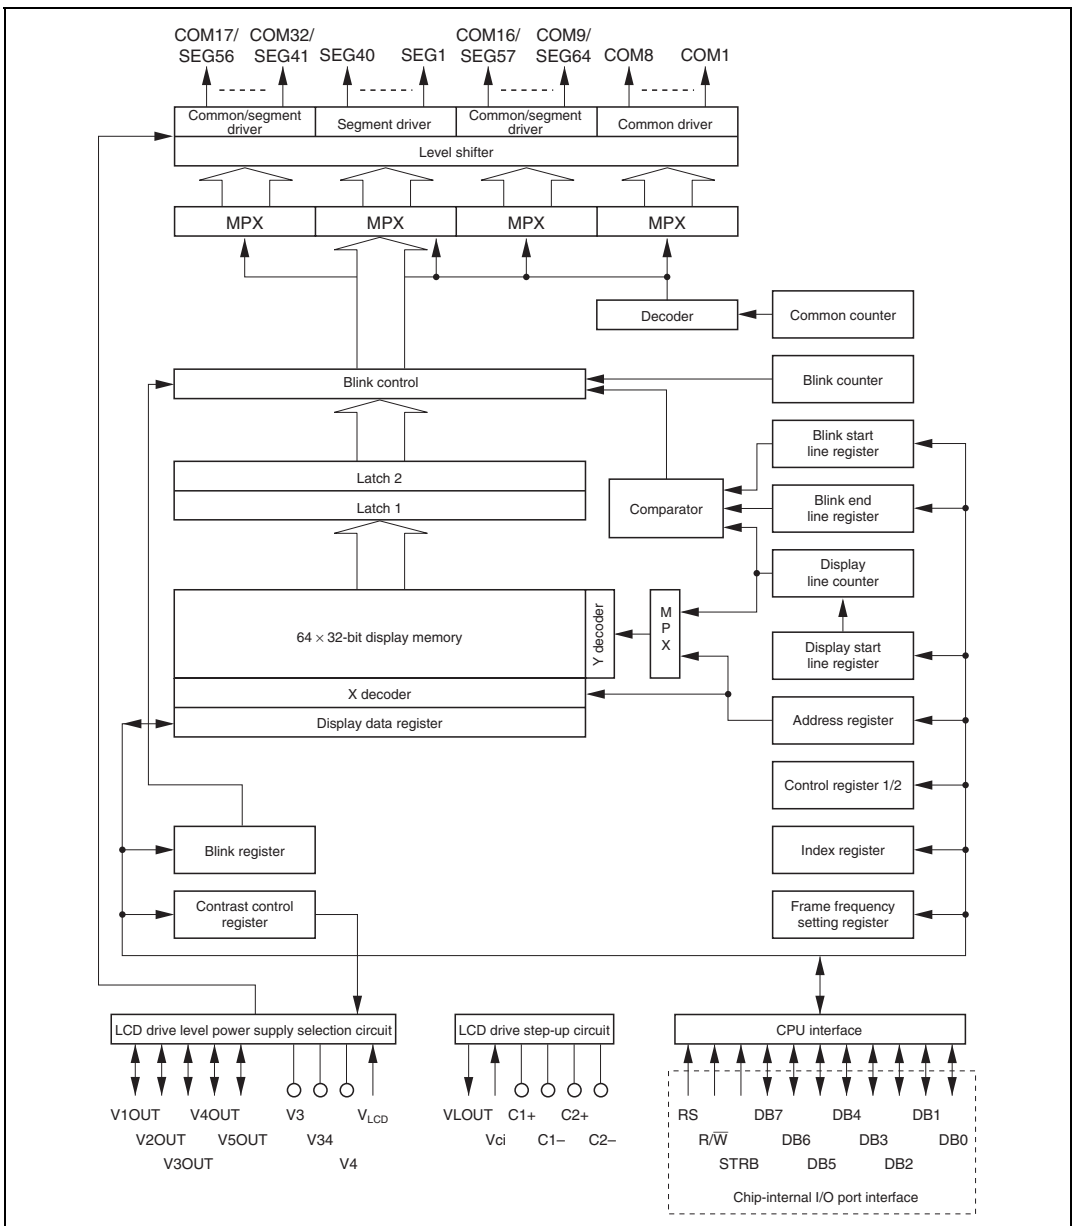 COM17/ COM32/ COM16/ COM9/
SEG56 SEG41 SEG40 SEG1 SEG57 SEG64 COM8 COM1
Common/segment
driver
Segment driver
Common/segment
driver
Common driver
Level shifter
MPX MPX MPX MPX
Decoder
Common counter
Blink control
Blink counter
Blink start
line register
Latch 2
Latch 1
Comparator
Blink end
line register
Display
line counter
64 × 32-bit display memory
Y decoder
M
P
X
Display start
line register
X decoder
Display data register
Address register
Control register 1/2
Blink register
Index register
Contrast control
register
Frame frequency
setting register
LCD drive level power supply selection circuit
LCD drive step-up circuit
CPU interface
V1OUT V4OUT V3 VLCD VLOUT C1+ C2+ RS DB7 DB4 DB1
V2OUT V5OUT V34 Vci C1– C2– R/W̅ DB6 DB3 DB0
V3OUT V4 STRB DB5 DB2
Chip-internal I/O port interface